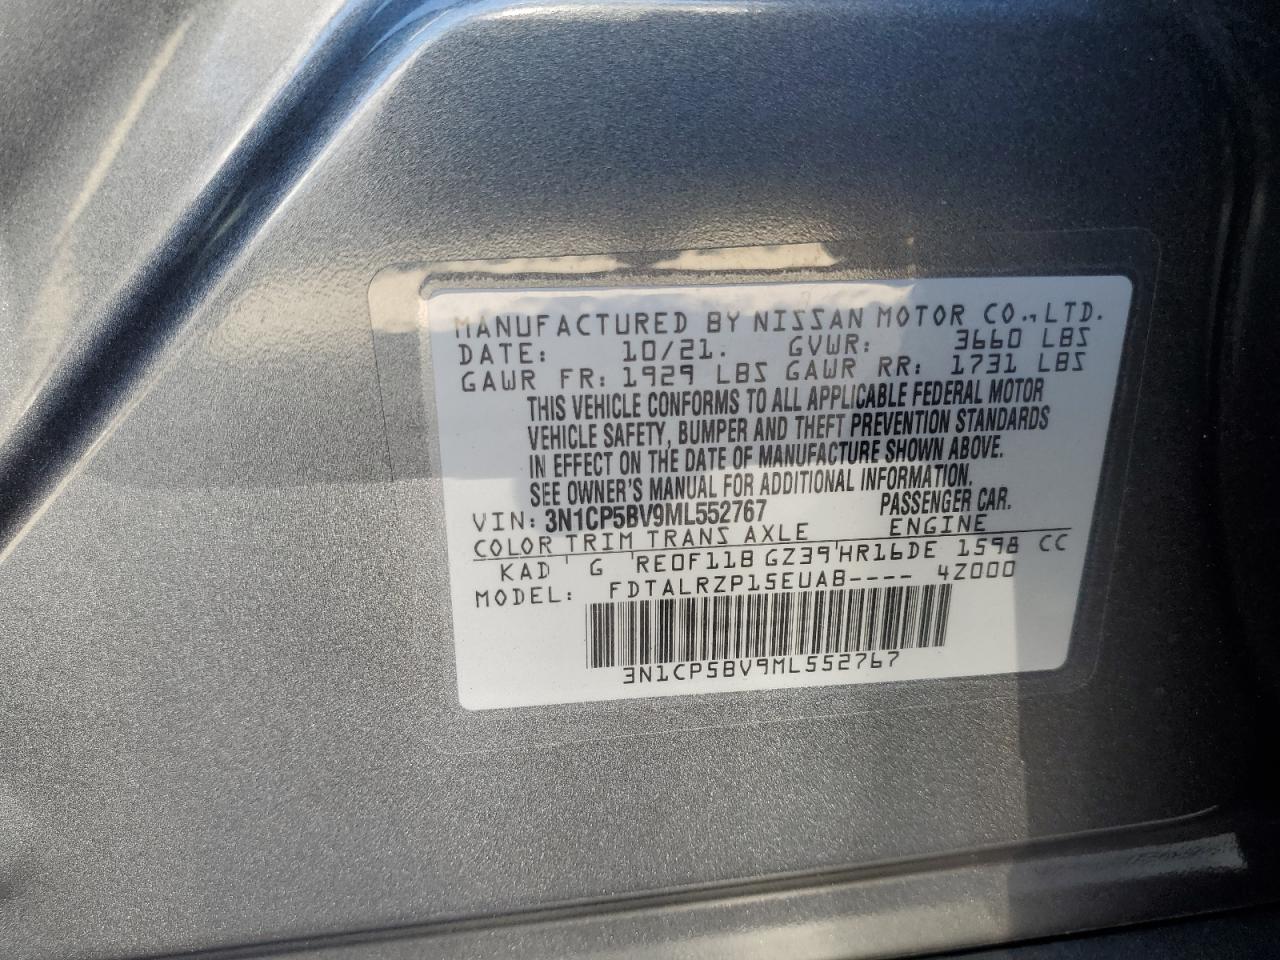 MANUFACTURED BY NISSAN MOTOR CO., LTD.
DATE: 10/21. GVWR: 3660 LBS
GAWR FR: 1929 LBS GAWR RR: 1731 LBS
THIS VEHICLE CONFORMS TO ALL APPLICABLE FEDERAL MOTOR
VEHICLE SAFETY, BUMPER AND THEFT PREVENTION STANDARDS
IN EFFECT ON THE DATE OF MANUFACTURE SHOWN ABOVE.
SEE OWNER'S MANUAL FOR ADDITIONAL INFORMATION.
VIN: 3N1CP5BV9ML552767 PASSENGER CAR.
COLOR TRIM TRANS AXLE ENGINE
KAD G RE0F11B GZ39 HR16DE 1598 CC
MODEL: FDTALRZP15EUAB---- 4Z000
3N1CP5BV9ML552767